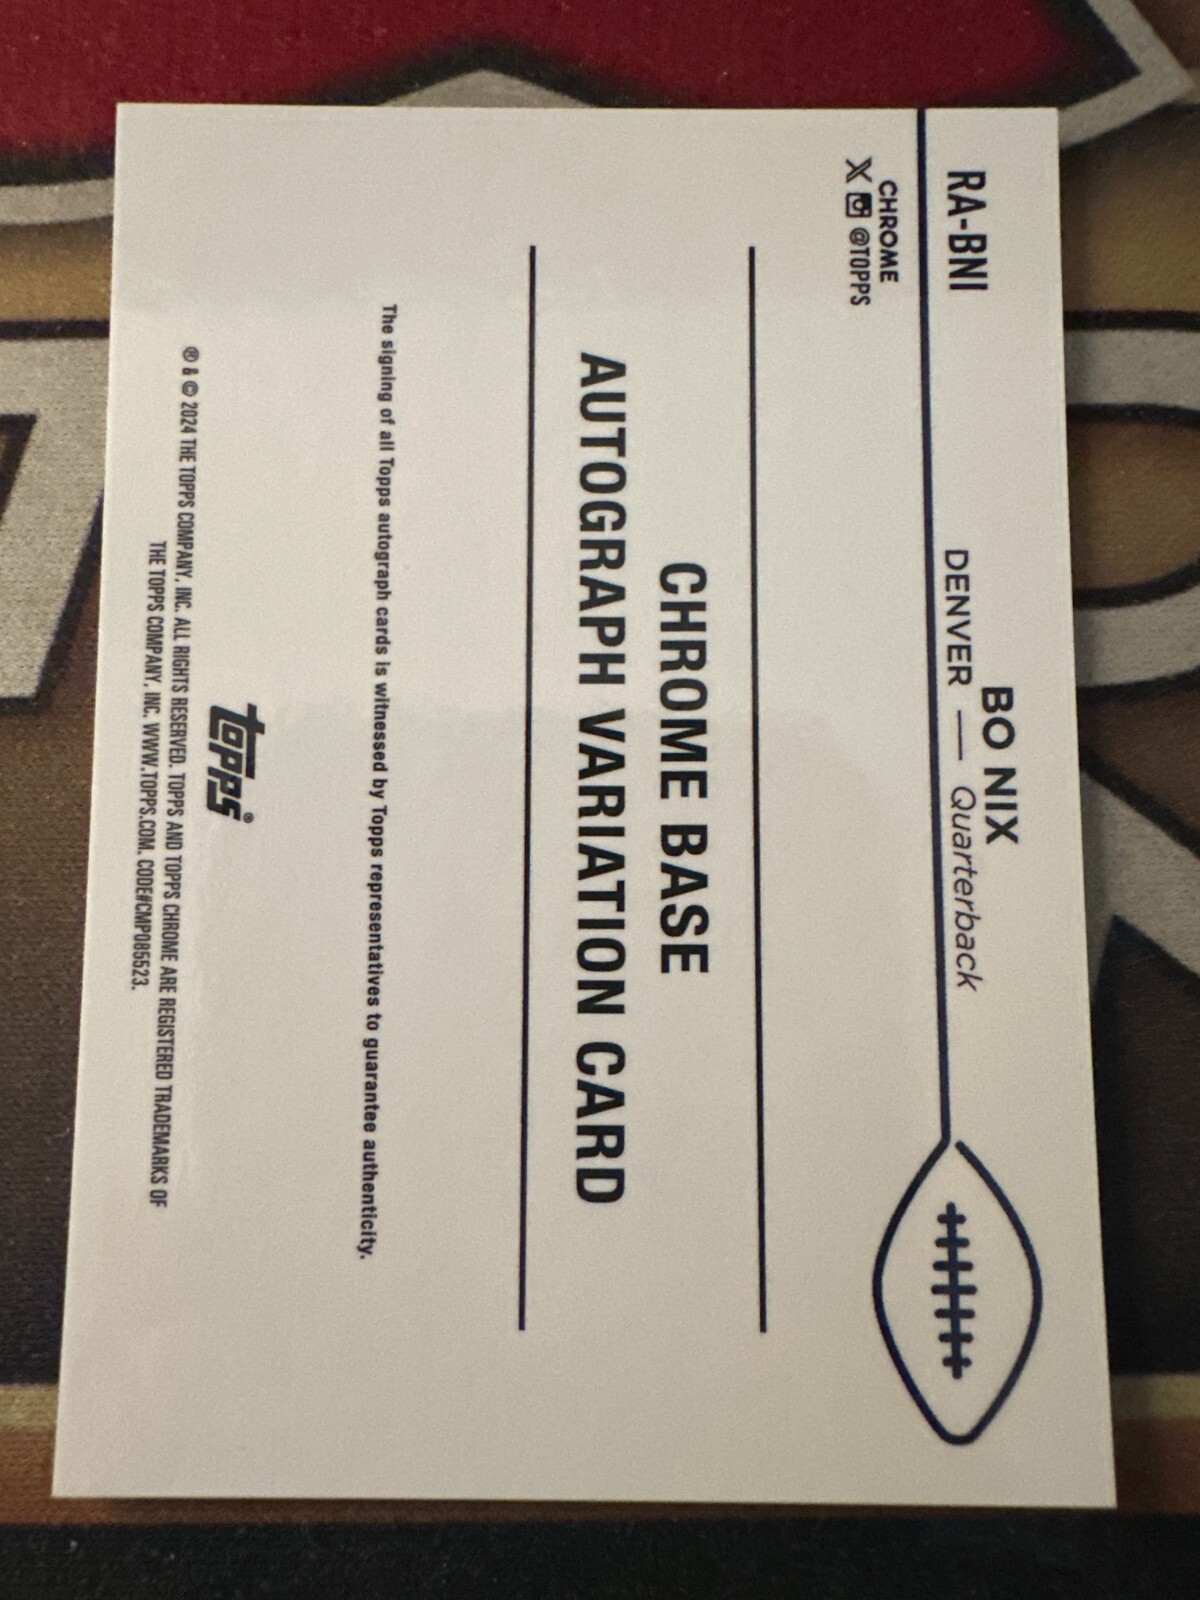 RA-BNI
BO NIX
DENVER — Quarterback
CHROME
X @TOPPS
CHROME BASE
AUTOGRAPH VARIATION CARD
The signing of all Topps autograph cards is witnessed by Topps representatives to guarantee authenticity.
topps®
® & © 2024 THE TOPPS COMPANY, INC. ALL RIGHTS RESERVED. TOPPS AND TOPPS CHROME ARE REGISTERED TRADEMARKS OF
THE TOPPS COMPANY, INC. WWW.TOPPS.COM. CODE#CMP085523.